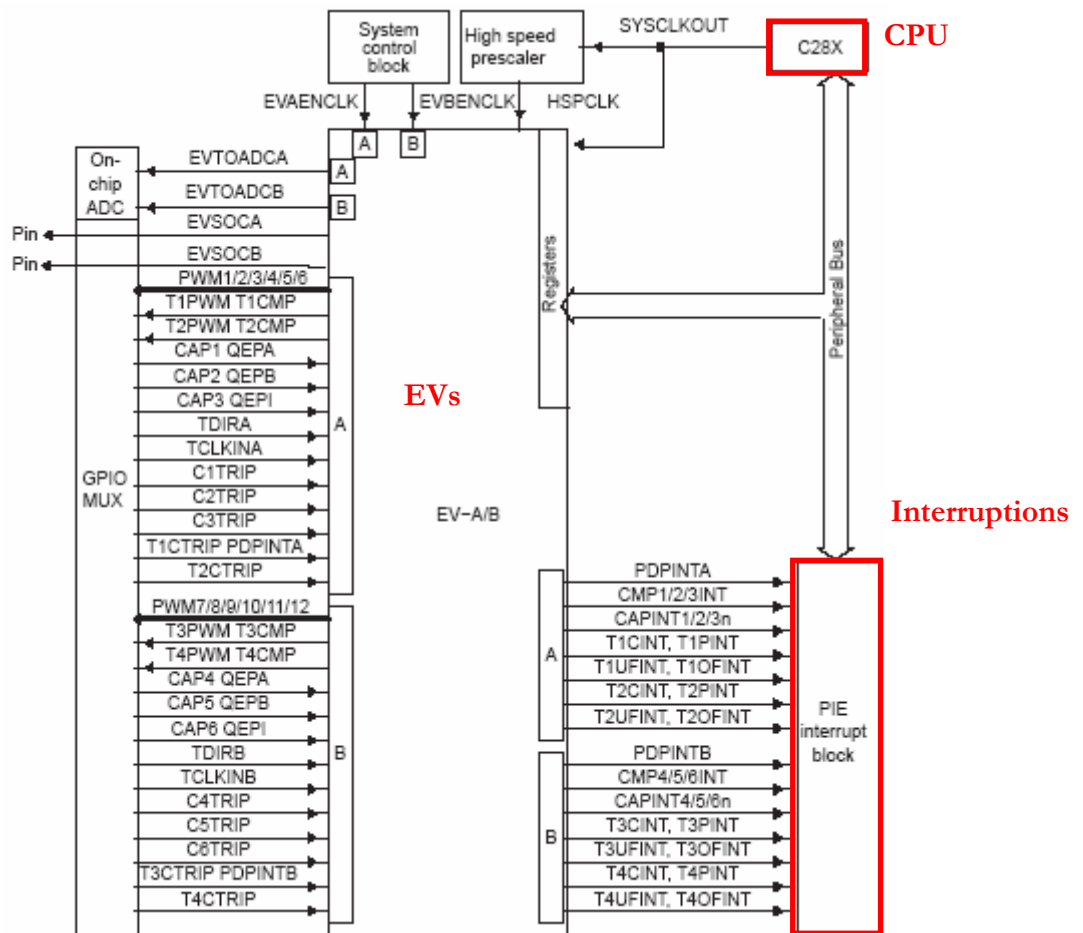 System
control
block
High speed
prescaler
SYSCLKOUT
C28X
CPU
EVAENCLK
EVBENCLK
HSPCLK
A
B
On-
chip
ADC
EVTOADCA
A
EVTOADCB
B
Pin
EVSOCA
Pin
EVSOCB
Registers
Peripheral Bus
PWM1/2/3/4/5/6
T1PWM T1CMP
T2PWM T2CMP
CAP1 QEPA
CAP2 QEPB
CAP3 QEPI
TDIRA
TCLKINA
C1TRIP
C2TRIP
C3TRIP
T1CTRIP PDPINTA
T2CTRIP
A
EVs
GPIO
MUX
EV-A/B
Interruptions
PWM7/8/9/10/11/12
T3PWM T3CMP
T4PWM T4CMP
CAP4 QEPA
CAP5 QEPB
CAP6 QEPI
TDIRB
TCLKINB
C4TRIP
C5TRIP
C6TRIP
T3CTRIP PDPINTB
T4CTRIP
B
PDPINTA
CMP1/2/3INT
CAPINT1/2/3n
T1CINT, T1PINT
T1UFINT, T1OFINT
T2CINT, T2PINT
T2UFINT, T2OFINT
A
PDPINTB
CMP4/5/6INT
CAPINT4/5/6n
T3CINT, T3PINT
T3UFINT, T3OFINT
T4CINT, T4PINT
T4UFINT, T4OFINT
B
PIE
interrupt
block